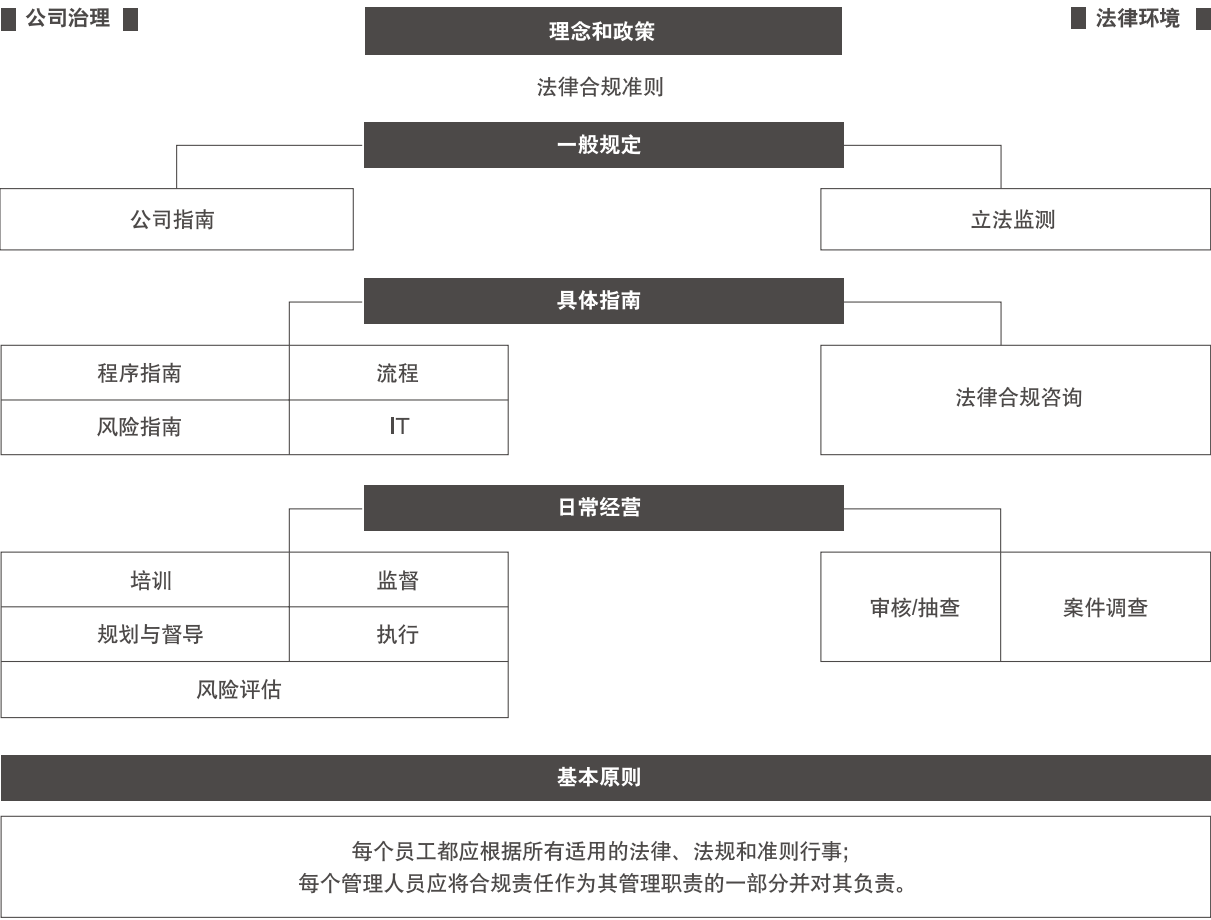 公司治理
理念和政策
法律环境
法律合规准则
一般规定
公司指南
立法监测
具体指南
程序指南
流程
法律合规咨询
风险指南
IT
日常经营
培训
监督
审核/抽查
案件调查
规划与督导
执行
风险评估
基本原则
每个员工都应根据所有适用的法律、法规和准则行事;
每个管理人员应将合规责任作为其管理职责的一部分并对其负责。